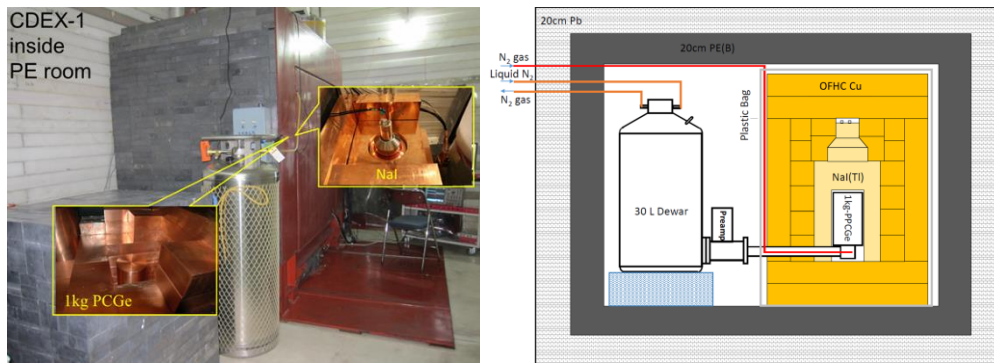 CDEX-1
inside
PE room
NaI
1kg PCGe
20cm Pb
20cm PE(B)
N₂ gas
Liquid N₂
N₂ gas
OFHC Cu
Plastic Bag
NaI(Tl)
1kg-PPCGe
30 L Dewar
Preamp